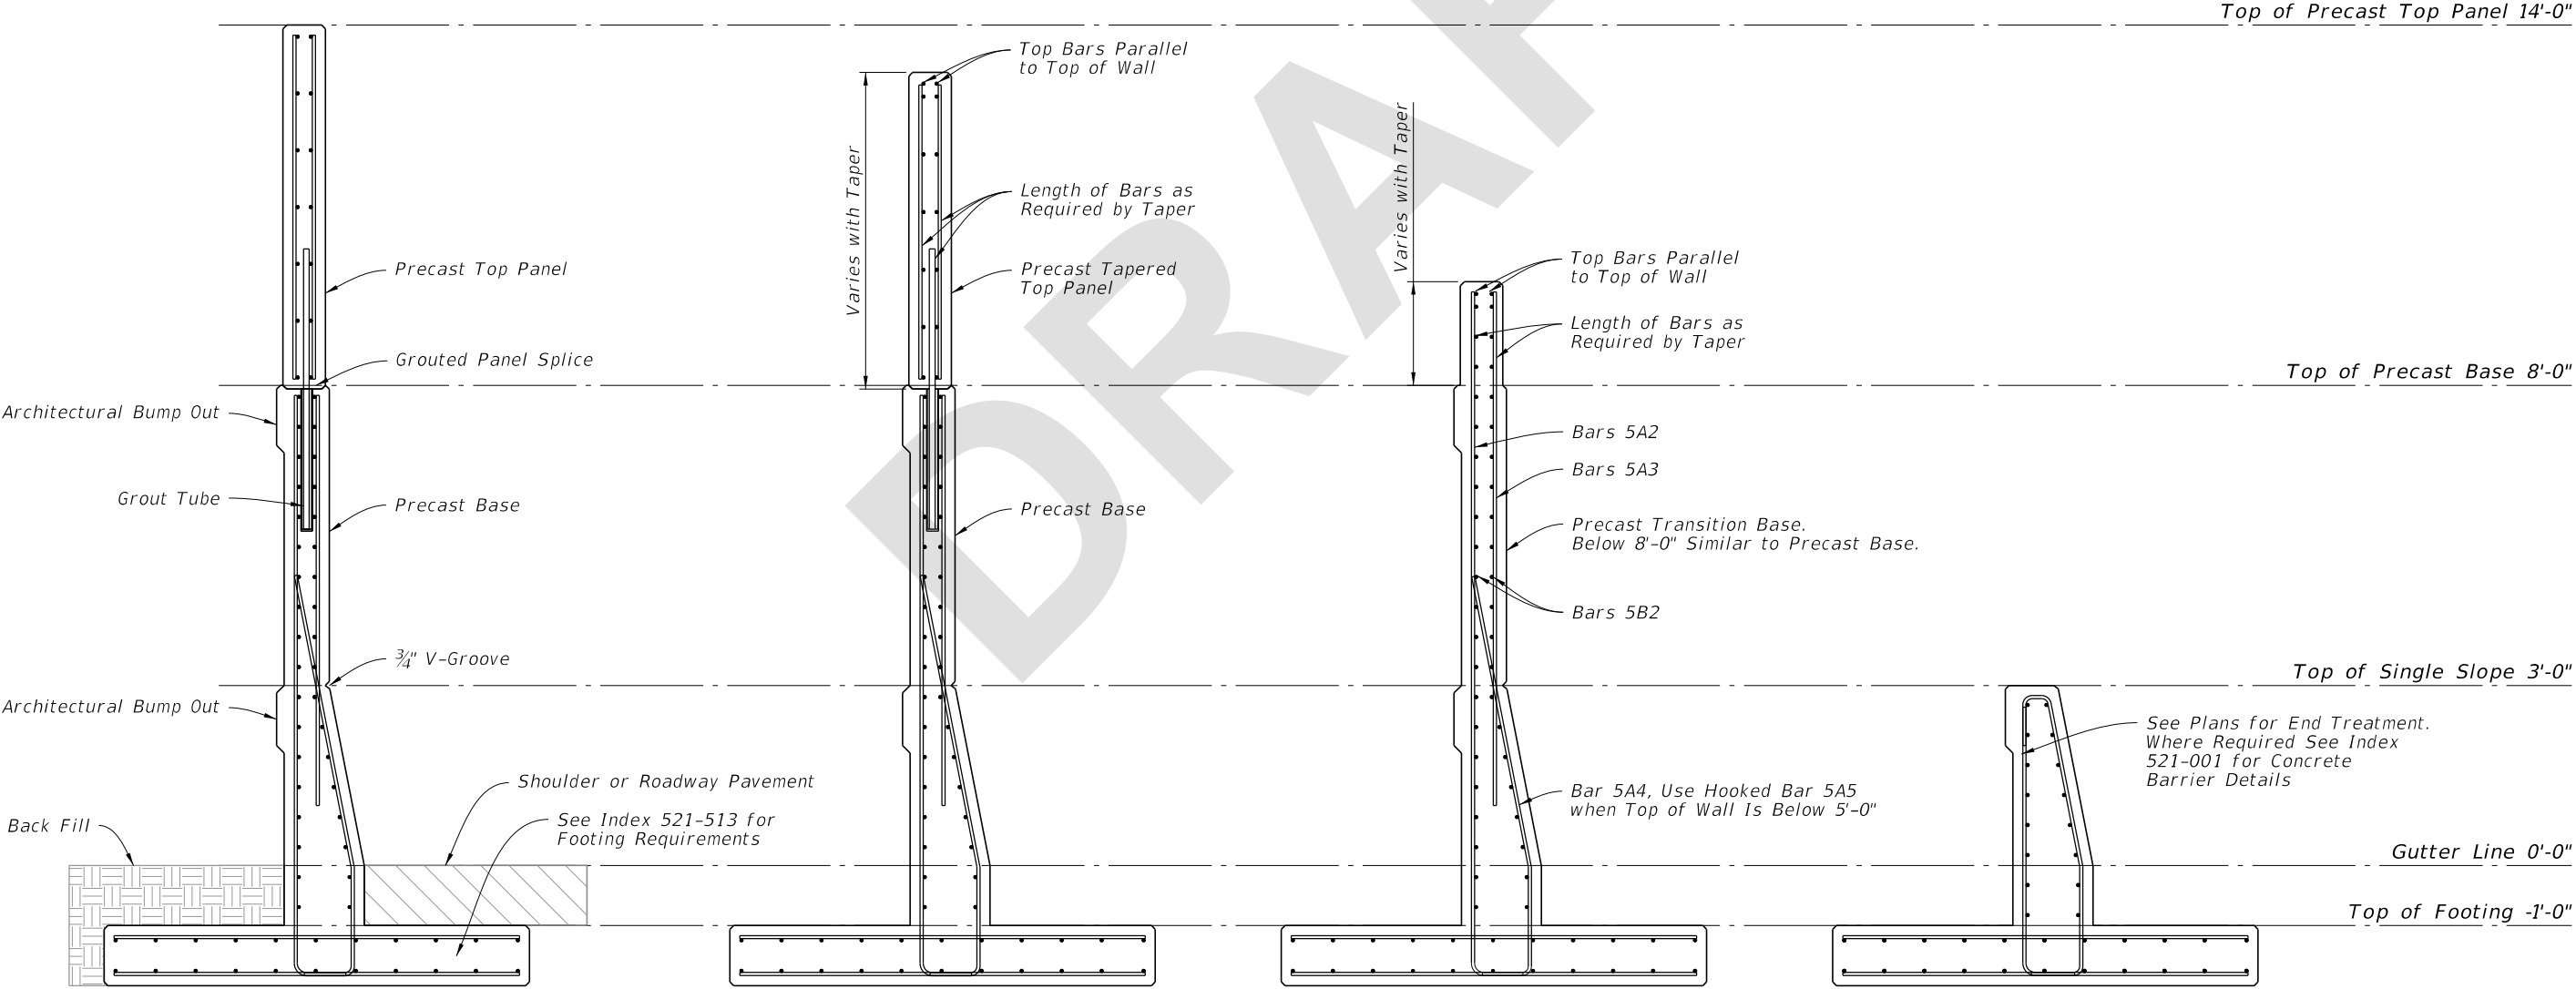 Top of Precast Top Panel 14'-0"
Top Bars Parallel
to Top of Wall
Varies with Taper
Length of Bars as
Required by Taper
Precast Top Panel
Precast Tapered
Top Panel
Varies with Taper
Top Bars Parallel
to Top of Wall
Length of Bars as
Required by Taper
Grouted Panel Splice
Top of Precast Base 8'-0"
Architectural Bump Out
Bars 5A2
Bars 5A3
Grout Tube
Precast Base
Precast Base
Precast Transition Base.
Below 8'-0" Similar to Precast Base.
Bars 5B2
¾" V-Groove
Top of Single Slope 3'-0"
Architectural Bump Out
See Plans for End Treatment.
Where Required See Index
521-001 for Concrete
Barrier Details
Shoulder or Roadway Pavement
Bar 5A4, Use Hooked Bar 5A5
when Top of Wall Is Below 5'-0"
Back Fill
See Index 521-513 for
Footing Requirements
Gutter Line 0'-0"
Top of Footing -1'-0"
DRAF